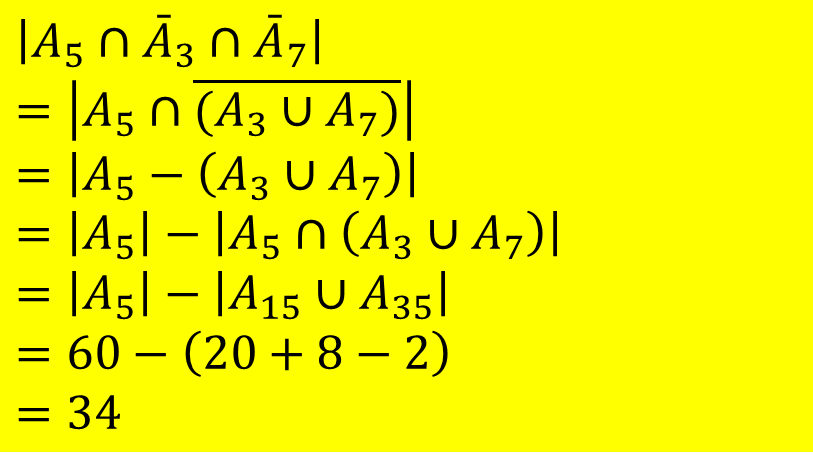 |A₅ ∩ Ā₃ ∩ Ā₇|
= |A₅ ∩ \overline{(A₃ ∪ A₇)}|
= |A₅ − (A₃ ∪ A₇)|
= |A₅| − |A₅ ∩ (A₃ ∪ A₇)|
= |A₅| − |A₁₅ ∪ A₃₅|
= 60 − (20 + 8 − 2)
= 34